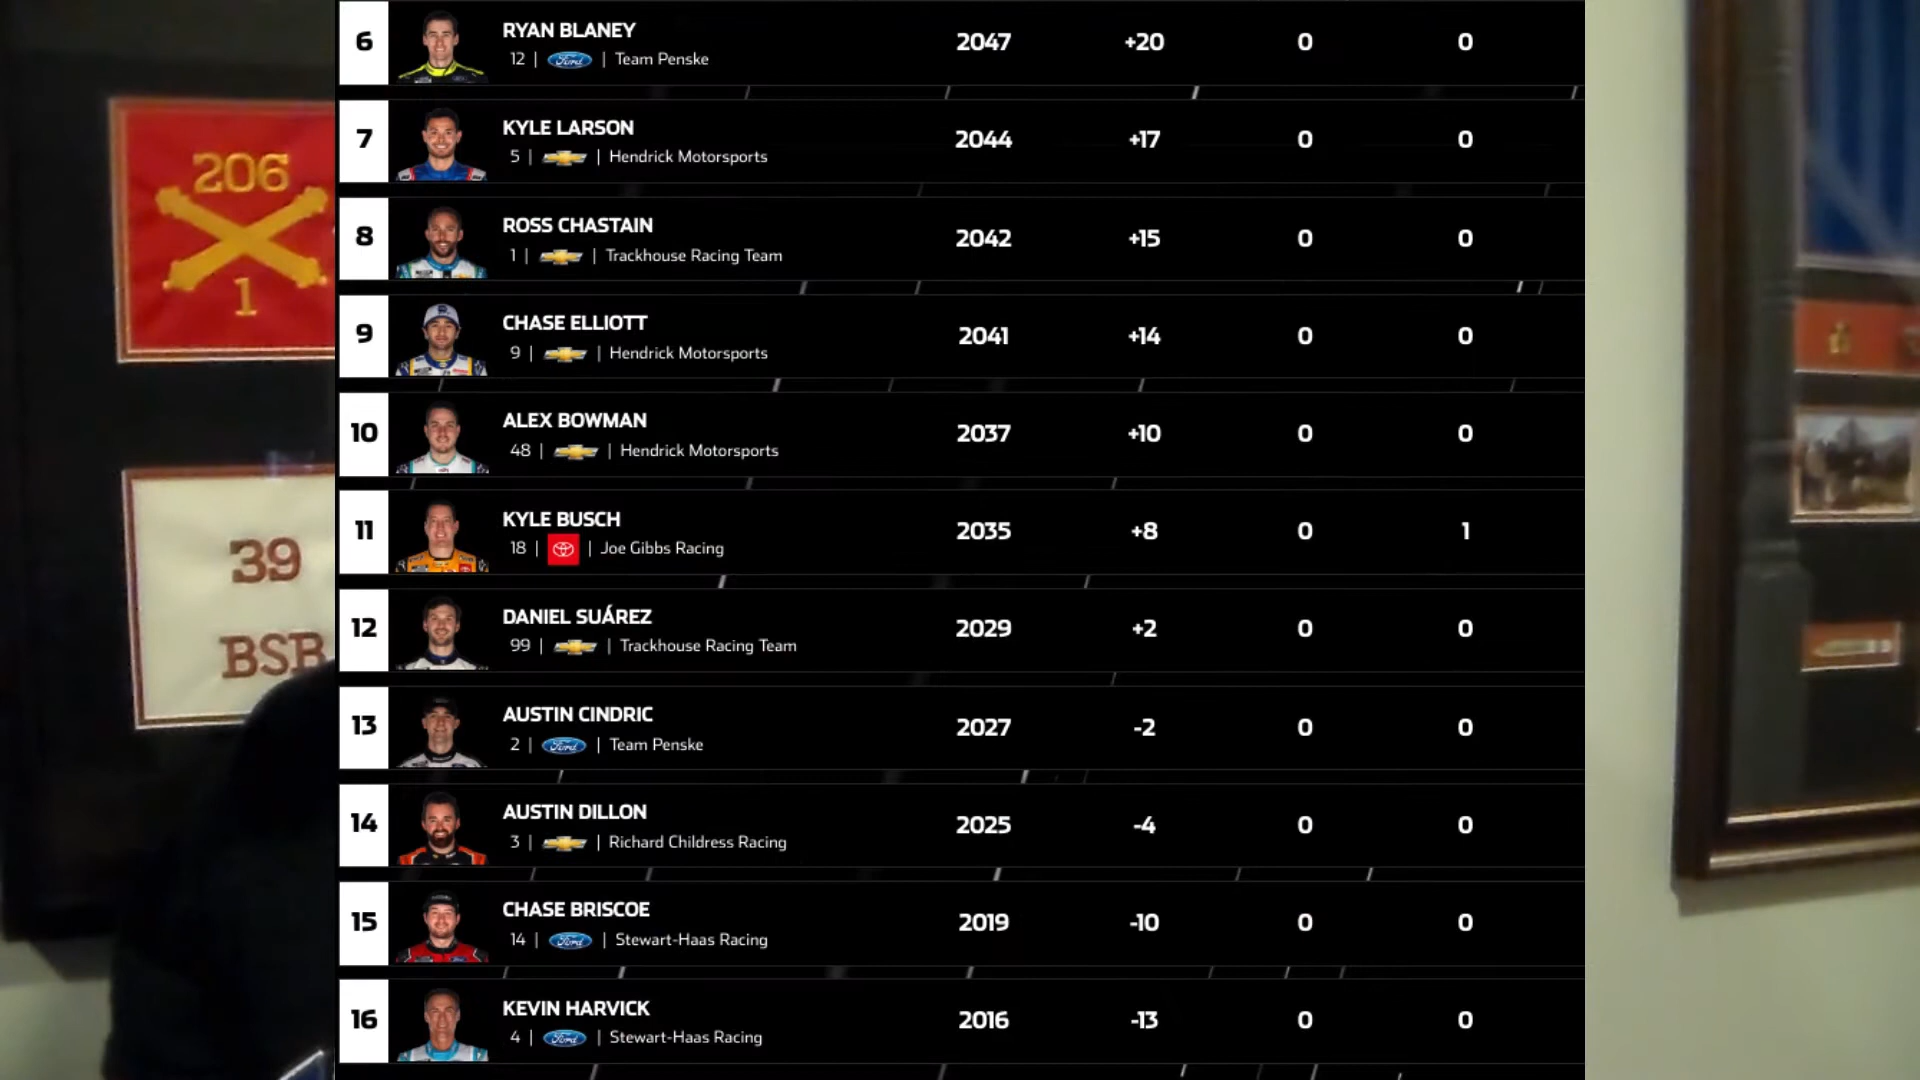 206
1
39
BSB
6
RYAN BLANEY
12 | Ford | Team Penske
2047 +20 0 0
7
KYLE LARSON
5 | | Hendrick Motorsports
2044 +17 0 0
8
ROSS CHASTAIN
1 | | Trackhouse Racing Team
2042 +15 0 0
9
CHASE ELLIOTT
9 | | Hendrick Motorsports
2041 +14 0 0
10
ALEX BOWMAN
48 | | Hendrick Motorsports
2037 +10 0 0
11
KYLE BUSCH
18 | | Joe Gibbs Racing
2035 +8 0 1
12
DANIEL SUÁREZ
99 | | Trackhouse Racing Team
2029 +2 0 0
13
AUSTIN CINDRIC
2 | Ford | Team Penske
2027 -2 0 0
14
AUSTIN DILLON
3 | | Richard Childress Racing
2025 -4 0 0
15
CHASE BRISCOE
14 | Ford | Stewart-Haas Racing
2019 -10 0 0
16
KEVIN HARVICK
4 | Ford | Stewart-Haas Racing
2016 -13 0 0